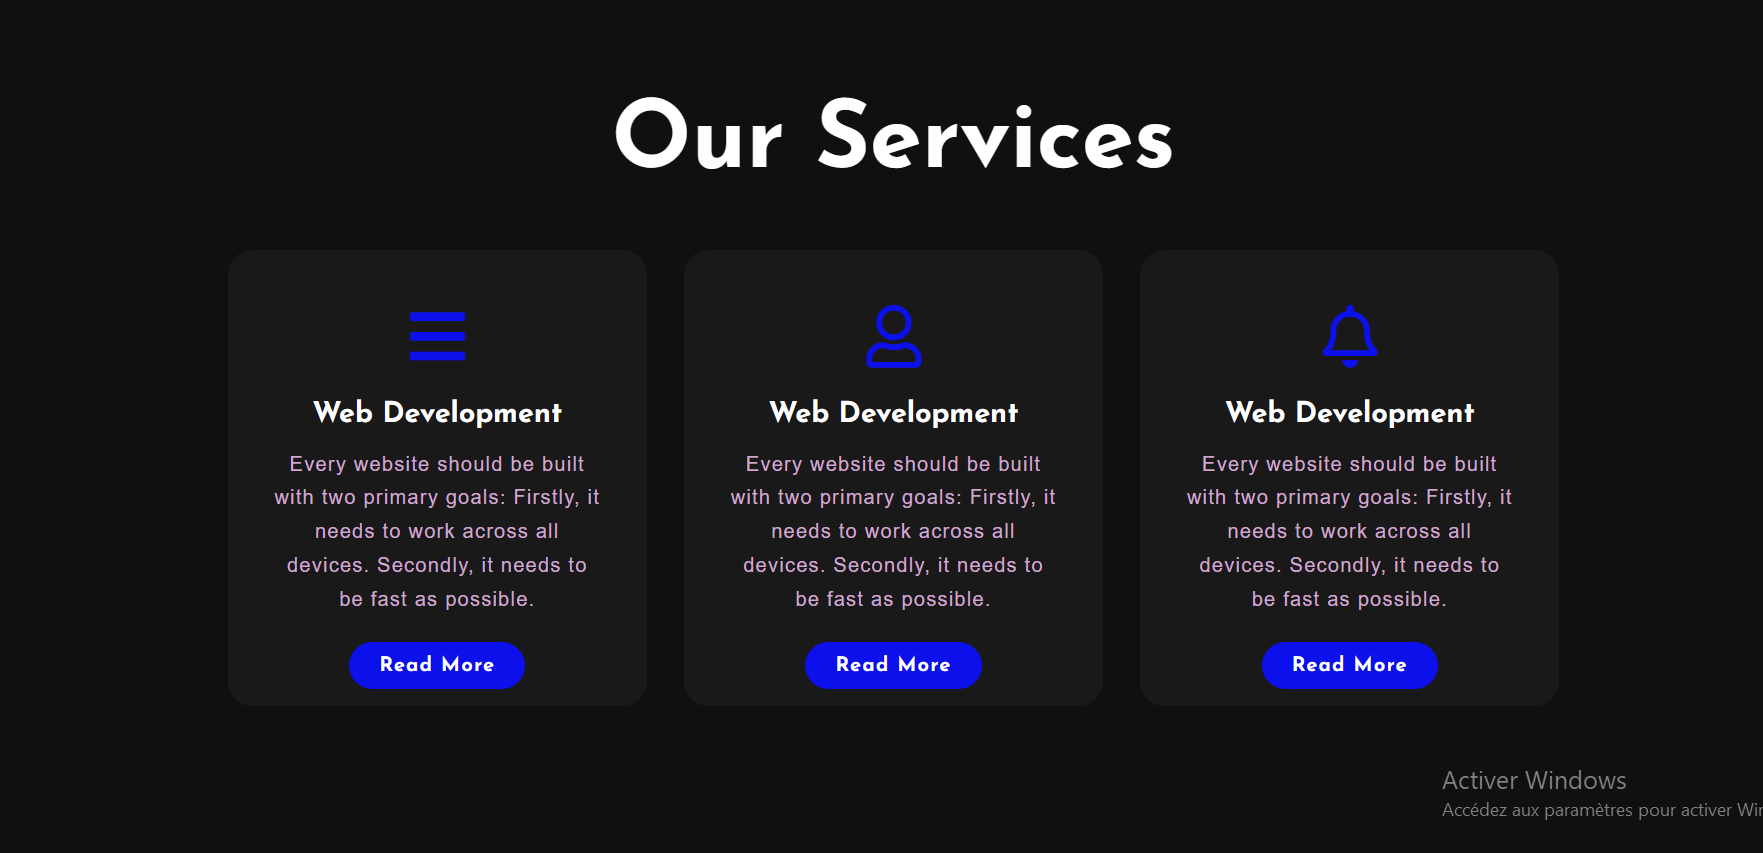 Our Services
Web Development
Every website should be built
with two primary goals: Firstly, it
needs to work across all
devices. Secondly, it needs to
be fast as possible.
Read More
Web Development
Every website should be built
with two primary goals: Firstly, it
needs to work across all
devices. Secondly, it needs to
be fast as possible.
Read More
Web Development
Every website should be built
with two primary goals: Firstly, it
needs to work across all
devices. Secondly, it needs to
be fast as possible.
Read More
Activer Windows
Accédez aux paramètres pour activer